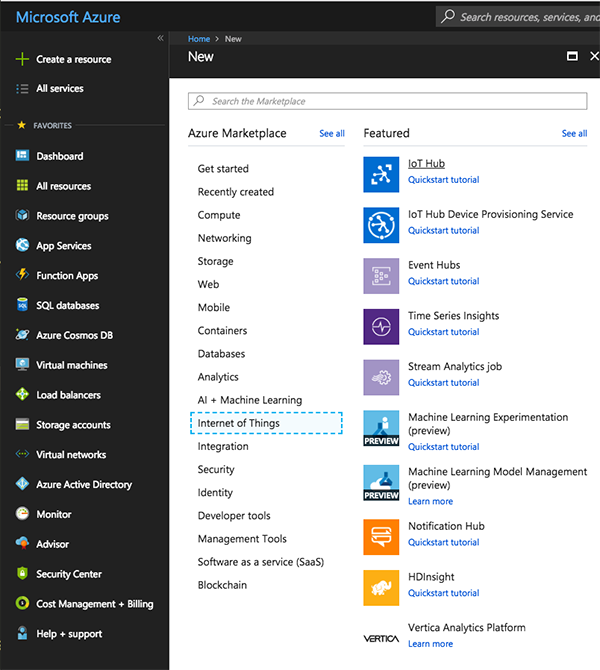 Microsoft Azure
Search resources, services, and
Home > New
New
Create a resource
All services
FAVORITES
Dashboard
All resources
Resource groups
App Services
Function Apps
SQL databases
Azure Cosmos DB
Virtual machines
Load balancers
Storage accounts
Virtual networks
Azure Active Directory
Monitor
Advisor
Security Center
Cost Management + Billing
Help + support
Search the Marketplace
Azure Marketplace
See all
Get started
Recently created
Compute
Networking
Storage
Web
Mobile
Containers
Databases
Analytics
AI + Machine Learning
Internet of Things
Integration
Security
Identity
Developer tools
Management Tools
Software as a service (SaaS)
Blockchain
Featured
See all
IoT Hub
Quickstart tutorial
IoT Hub Device Provisioning Service
Quickstart tutorial
Event Hubs
Quickstart tutorial
Time Series Insights
Quickstart tutorial
Stream Analytics job
Quickstart tutorial
PREVIEW
Machine Learning Experimentation
(preview)
Quickstart tutorial
PREVIEW
Machine Learning Model Management
(preview)
Learn more
Notification Hub
Quickstart tutorial
HDInsight
Quickstart tutorial
VERTICA
Vertica Analytics Platform
Learn more